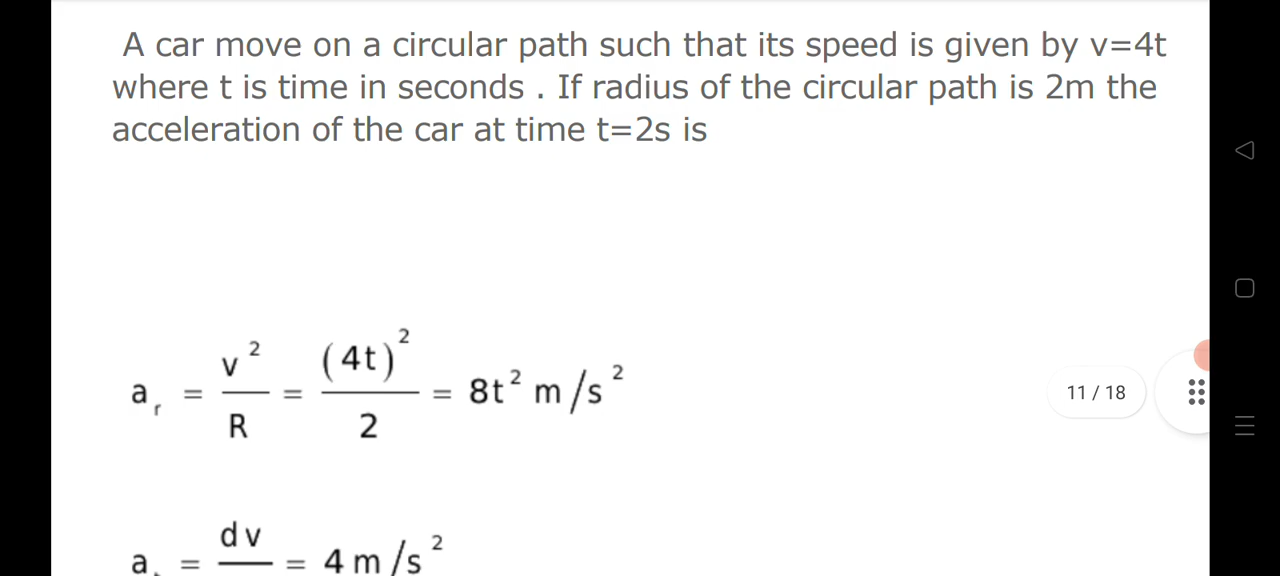 A car move on a circular path such that its speed is given by v=4t
where t is time in seconds . If radius of the circular path is 2m the
acceleration of the car at time t=2s is
a_r = v²/R = (4t)²/2 = 8t² m/s²
11 / 18
a = dv = 4 m/s²